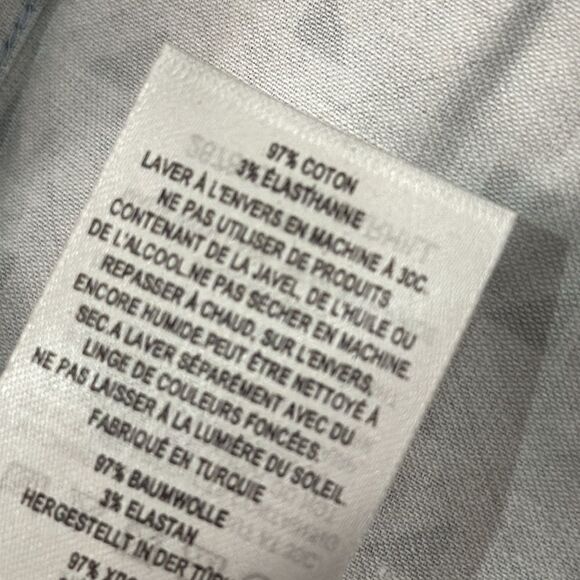 97% COTON
3% ÉLASTHANNE
LAVER À L'ENVERS EN MACHINE À 30C.
NE PAS UTILISER DE PRODUITS
CONTENANT DE LA JAVEL, DE L'HUILE OU
DE L'ALCOOL.NE PAS SÉCHER EN MACHINE.
REPASSER À CHAUD, SUR L'ENVERS,
ENCORE HUMIDE.PEUT ÊTRE NETTOYÉ À
SEC A LAVER SÉPARÉMENT AVEC DU
LINGE DE COULEURS FONCÉES.
NE PAS LAISSER À LA LUMIÈRE DU SOLEIL.
FABRIQUÉ EN TURQUIE
97% BAUMWOLLE
3% ELASTAN
HERGESTELLT IN DER
97%